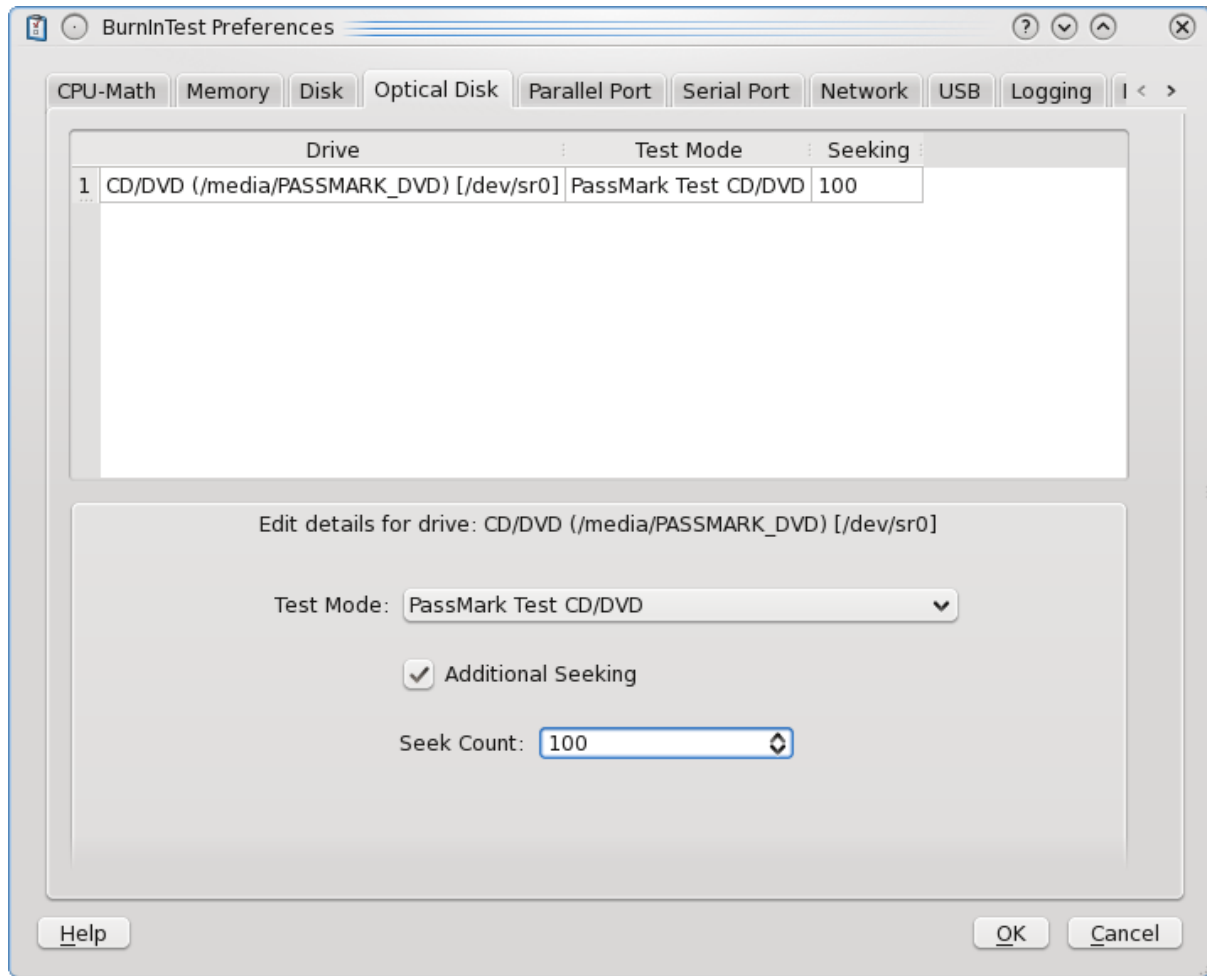 BurnInTest Preferences
CPU-Math Memory Disk Optical Disk Parallel Port Serial Port Network USB Logging
Drive Test Mode Seeking
1 CD/DVD (/media/PASSMARK_DVD) [/dev/sr0] PassMark Test CD/DVD 100
Edit details for drive: CD/DVD (/media/PASSMARK_DVD) [/dev/sr0]
Test Mode: PassMark Test CD/DVD
Additional Seeking
Seek Count: 100
Help OK Cancel